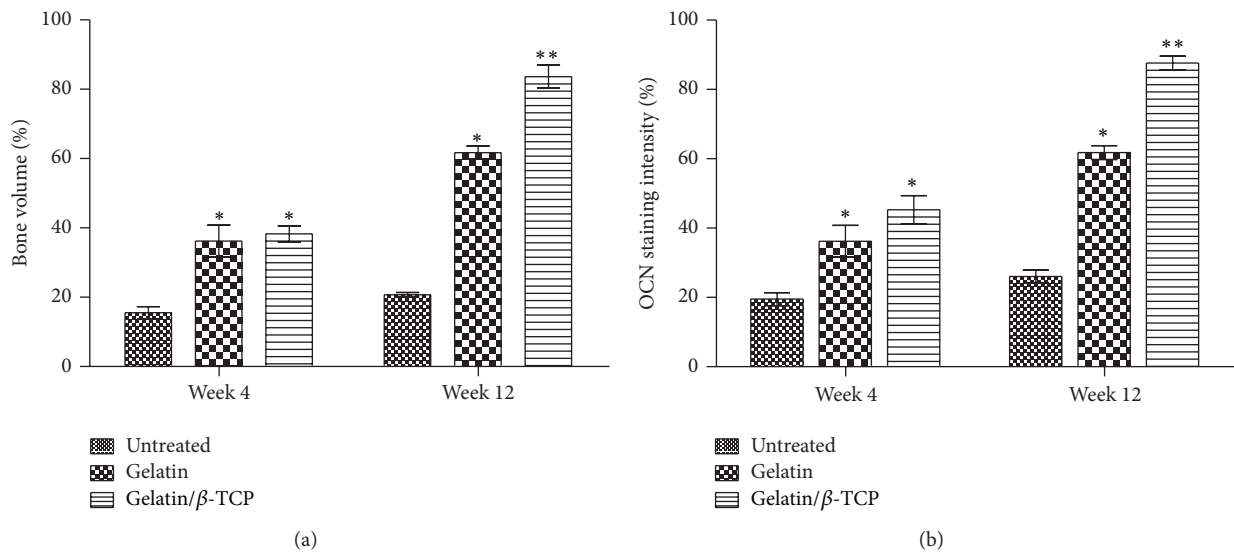 100
80
60
40
20
0
Bone volume (%)
*
*
*
**
Week 4
Week 12
Untreated
Gelatin
Gelatin/β-TCP
(a)
100
80
60
40
20
0
OCN staining intensity (%)
*
*
*
**
Week 4
Week 12
Untreated
Gelatin
Gelatin/β-TCP
(b)